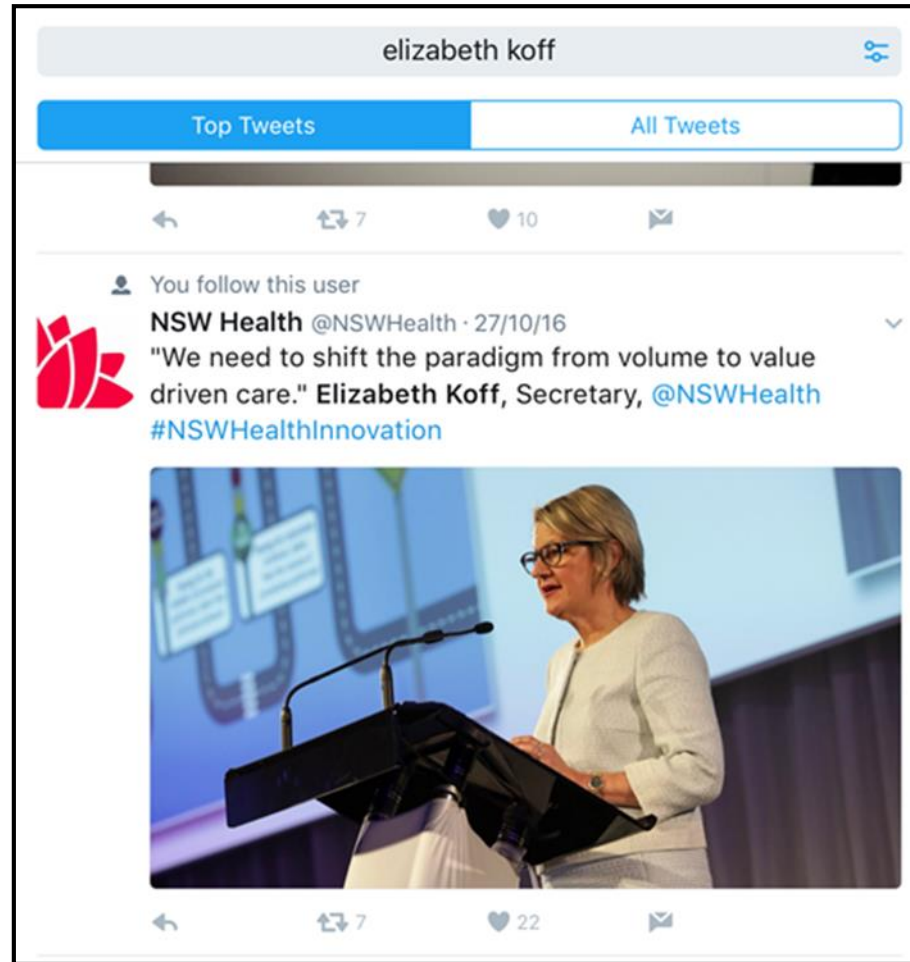 elizabeth koff
Top Tweets
All Tweets
7
10
You follow this user
NSW Health @NSWHealth · 27/10/16
"We need to shift the paradigm from volume to value
driven care." Elizabeth Koff, Secretary, @NSWHealth
#NSWHealthInnovation
7
22